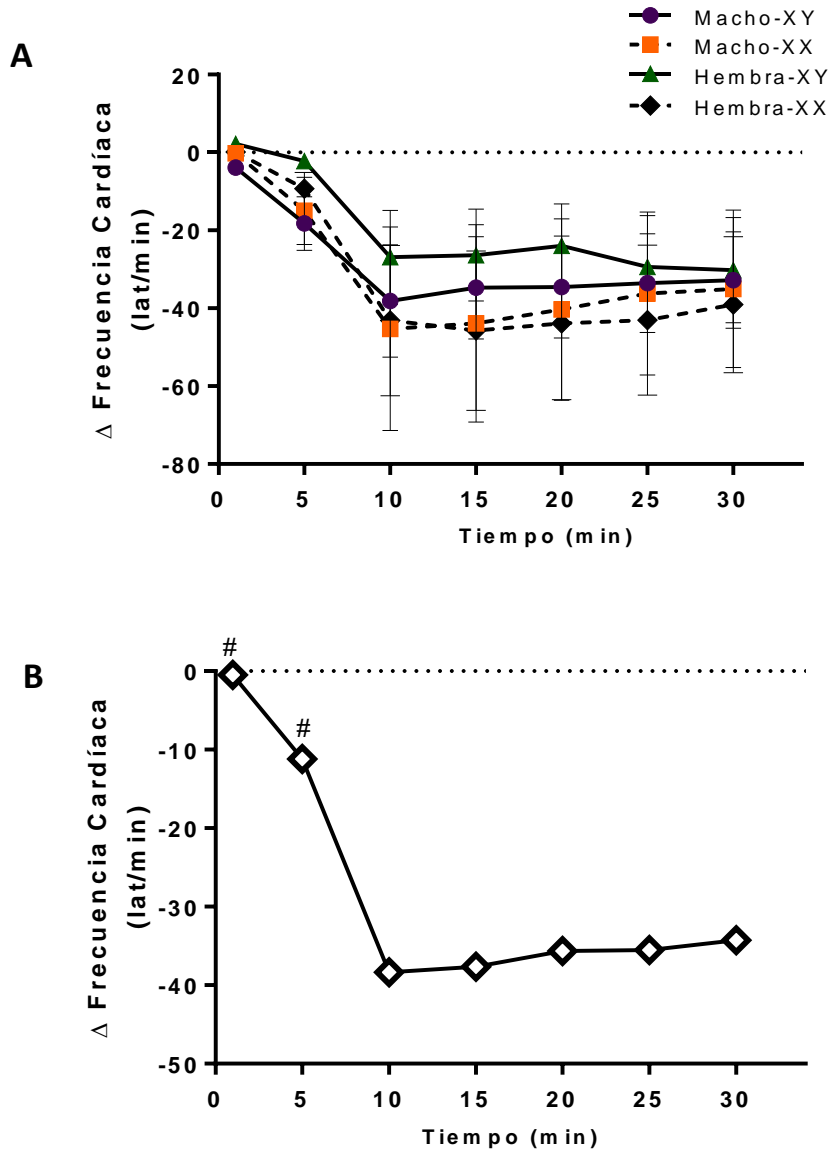 Macho-XY
Macho-XX
Hembra-XY
Hembra-XX
A
Δ Frecuencia Cardíaca
(lat/min)
20
0
-20
-40
-60
-80
0 5 10 15 20 25 30
Tiempo (min)
B
Δ Frecuencia Cardíaca
(lat/min)
#
#
0
-10
-20
-30
-40
-50
0 5 10 15 20 25 30
Tiempo (min)